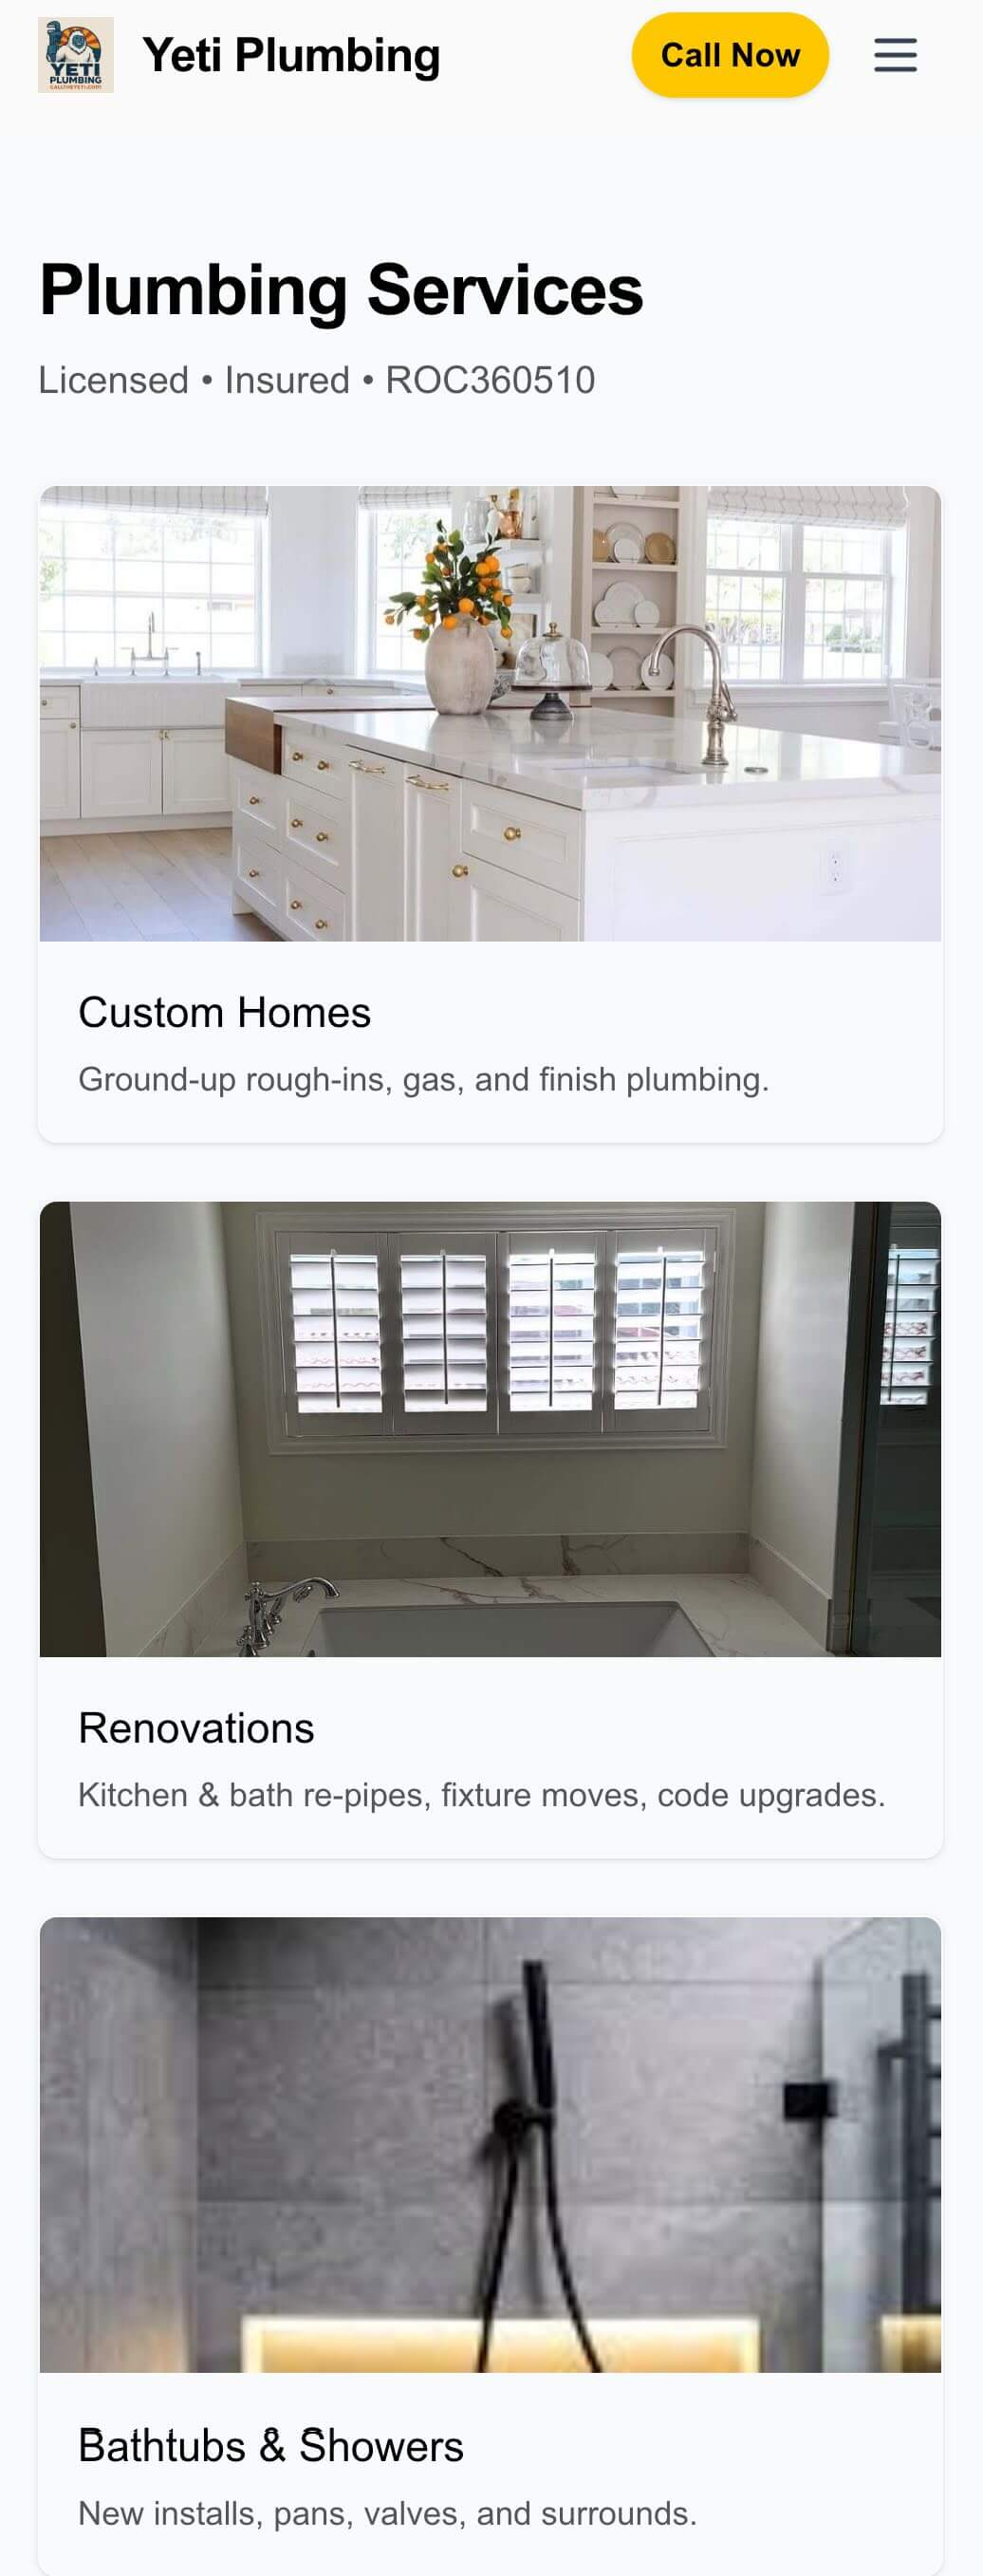 YETI
PLUMBING
CALLTHEYETI.COM
Yeti Plumbing
Call Now
Plumbing Services
Licensed • Insured • ROC360510
Custom Homes
Ground-up rough-ins, gas, and finish plumbing.
Renovations
Kitchen & bath re-pipes, fixture moves, code upgrades.
Bathtubs & Showers
New installs, pans, valves, and surrounds.